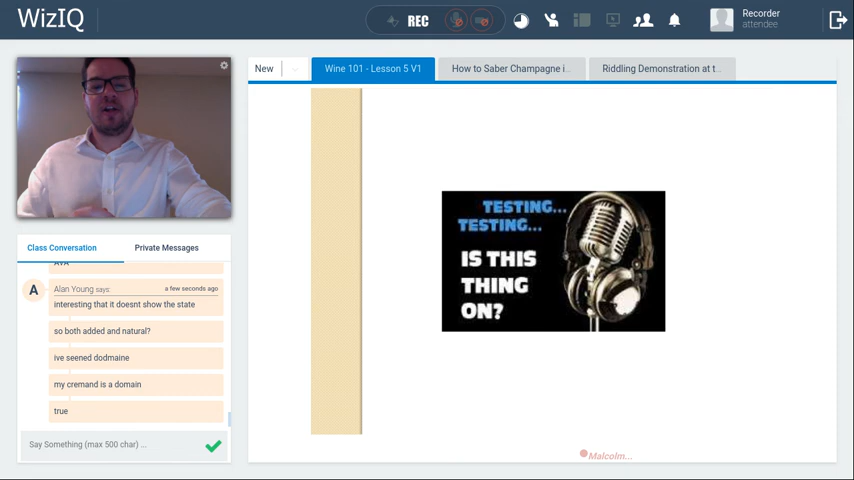 WizIQ
REC
Recorder
attendee
New
Wine 101 - Lesson 5 V1
How to Saber Champagne i..
Riddling Demonstration at t..
TESTING...
TESTING...
IS THIS
THING
ON?
Class Conversation
Private Messages
A
Alan Young says:
a few seconds ago
interesting that it doesnt show the state
so both added and natural?
ive seened dodmaine
my cremand is a domain
true
Say Something (max 500 char) ...
Malcolm...